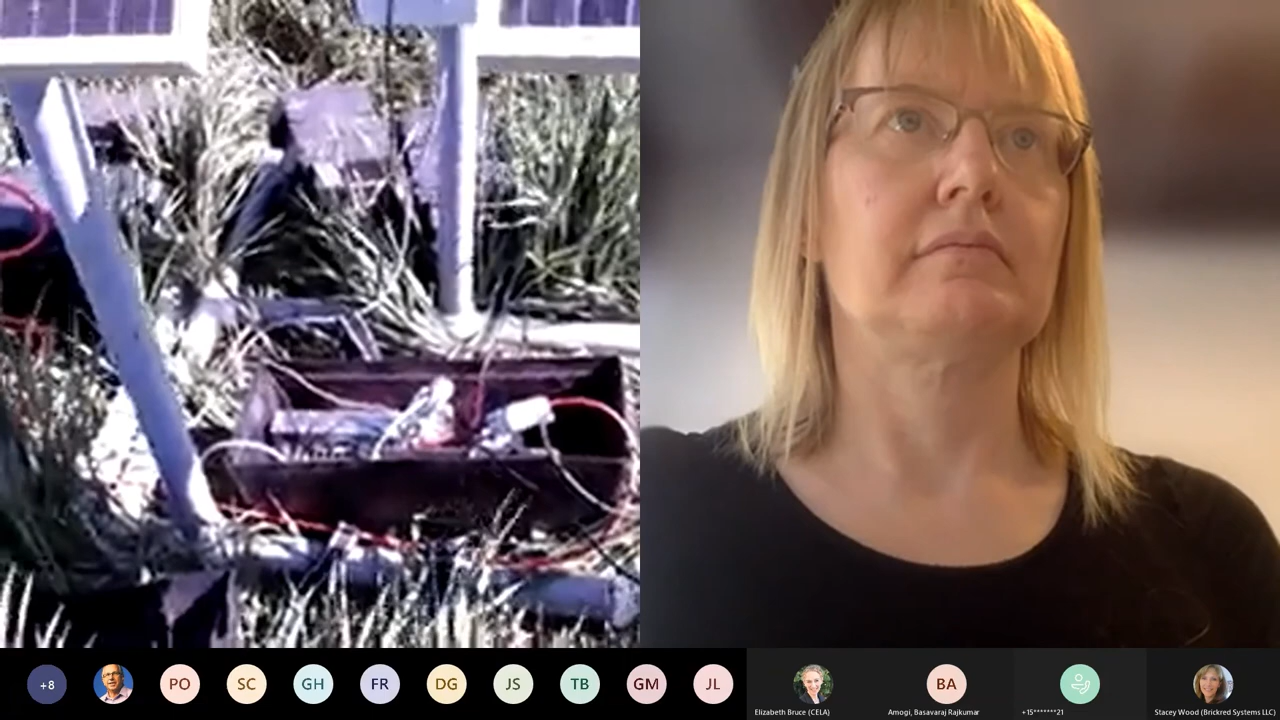 +8
PO
SC
GH
FR
DG
JS
TB
GM
JL
BA
Elizabeth Bruce (CELA)
Amogi, Basavaraj Rajkumar
+15*******21
Stacey Wood (Brickred Systems LLC)